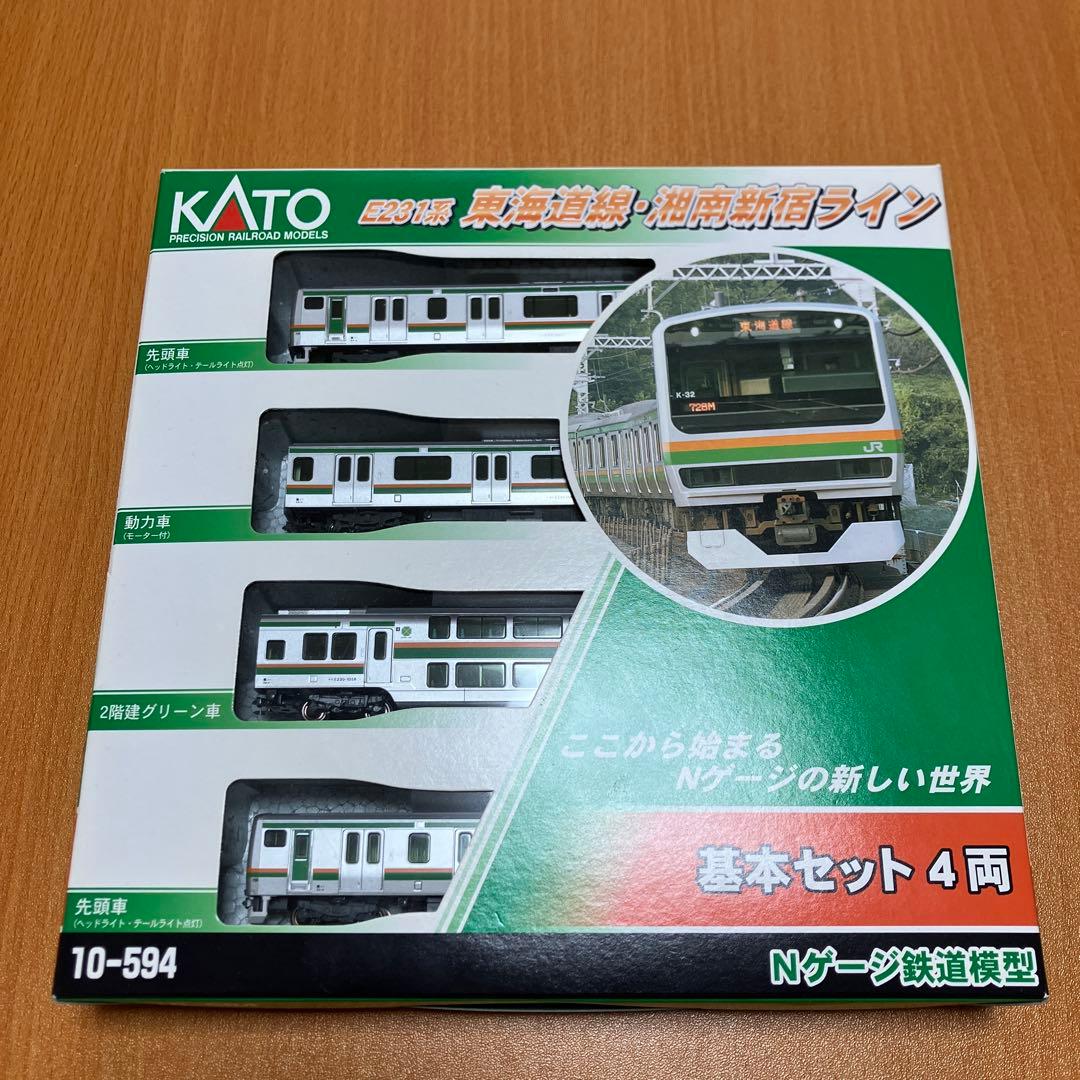 KATO
PRECISION RAILROAD MODELS
E231系 東海道線・湘南新宿ライン
先頭車
(ヘッドライト・テールライト点灯)
東海道線
K-32
728M
JR
動力車
(モーター付)
2階建グリーン車
ここから始まる
Nゲージの新しい世界
基本セット4両
先頭車
(ヘッドライト・テールライト点灯)
10-594
Nゲージ鉄道模型